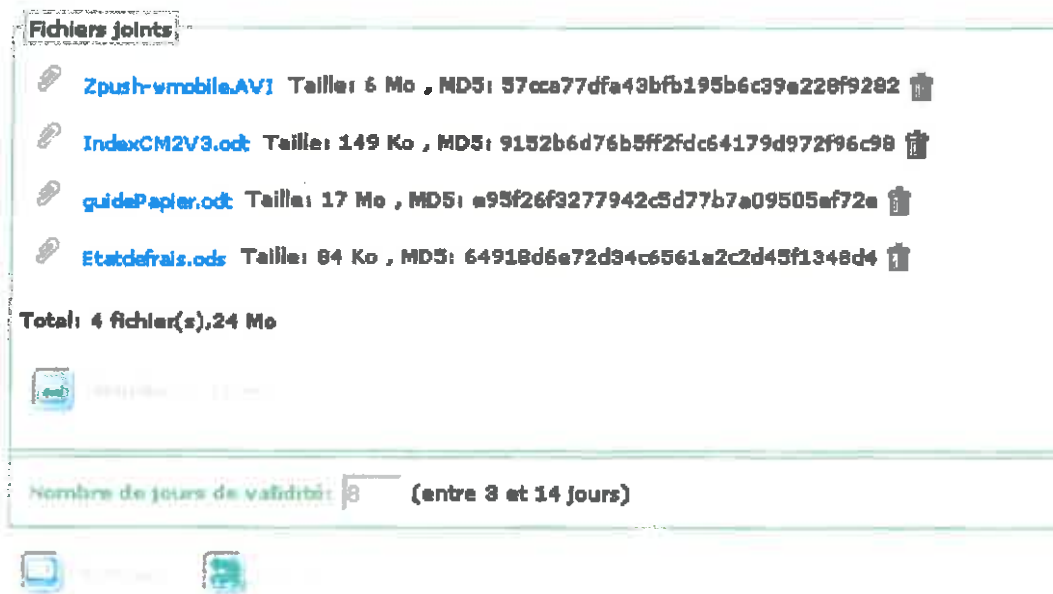 Fichiers joints
Zpush-wmobile.AVI Taille: 6 Mo , MD5: 57cca77dfa43bfb195b6c39e228f9282
IndexCM2V3.odt Taille: 149 Ko , MD5: 9152b6d76b5ff2fdc64179d972f96c98
guidePapier.odt Taille: 17 Mo , MD5: e95f26f3277942c5d77b7a09505ef72e
Etatdefrais.ods Taille: 84 Ko , MD5: 64918d6e72d34c6561a2c2d45f1348d4
Total: 4 fichier(s),24 Mo
Nombre de jours de validité: 8 (entre 3 et 14 jours)